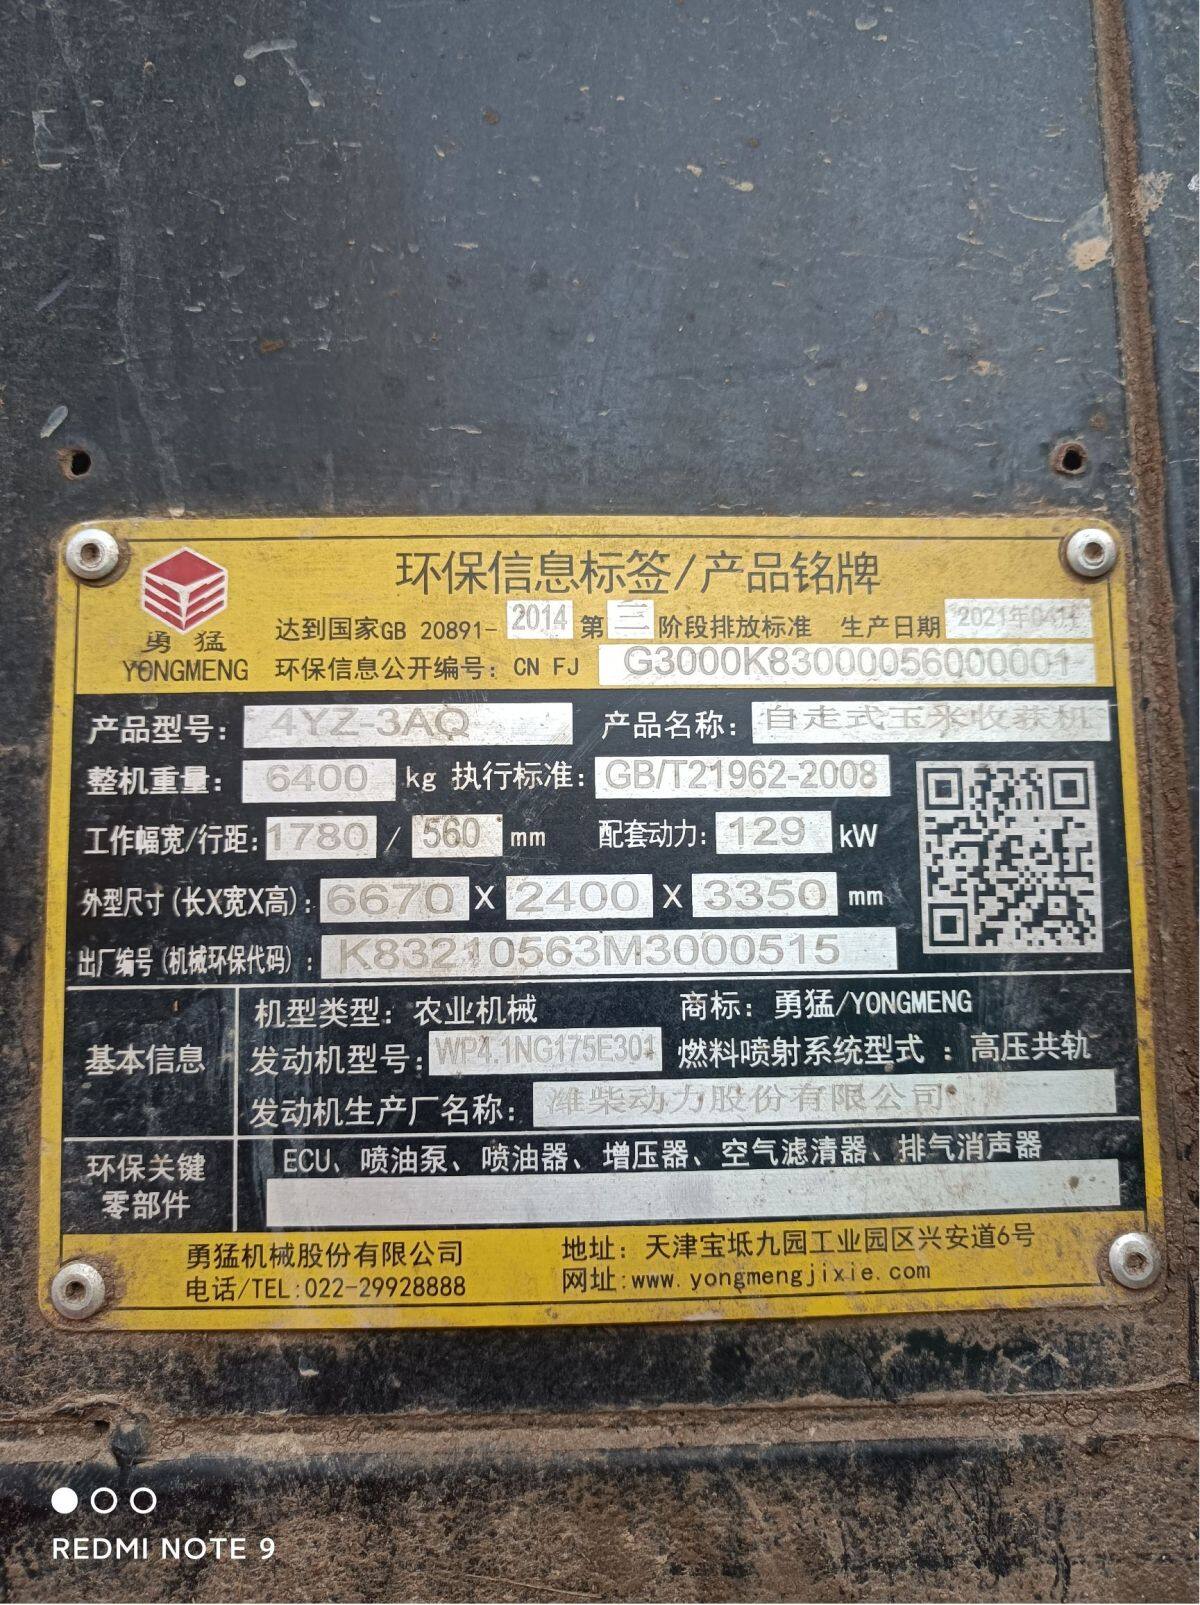 环保信息标签/产品铭牌
勇猛
YONGMENG
达到国家GB 20891-2014第三阶段排放标准 生产日期 2021年04月
环保信息公开编号: CN FJ G3000K83000056000001
产品型号: 4YZ-3AQ 产品名称: 自走式玉米收获机
整机重量: 6400 kg 执行标准: GB/T21962-2008
工作幅宽/行距: 1780 / 560 mm 配套动力: 129 kW
外型尺寸(长X宽X高): 6670 X 2400 X 3350 mm
出厂编号(机械环保代码): K83210563M3000515
基本信息
机型类型: 农业机械 商标: 勇猛/YONGMENG
发动机型号: WP4.1NG175E301 燃料喷射系统型式: 高压共轨
发动机生产厂名称: 潍柴动力股份有限公司
环保关键
零部件
ECU、喷油泵、喷油器、增压器、空气滤清器、排气消声器
勇猛机械股份有限公司 地址: 天津宝坻九园工业园区兴安道6号
电话/TEL:022-29928888 网址:www.yongmengjixie.com
REDMI NOTE 9